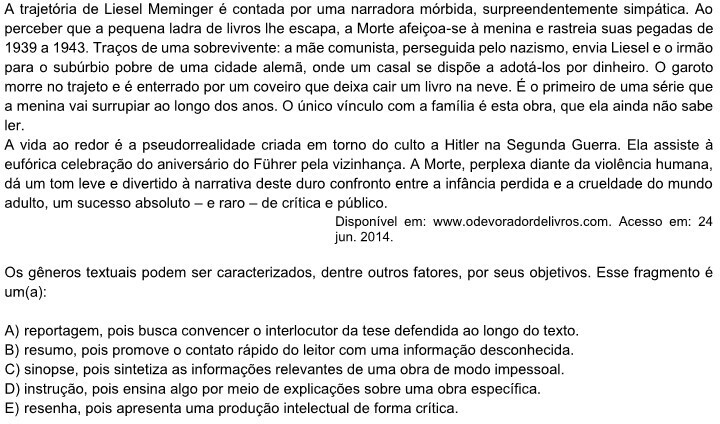 A trajetória de Liesel Meminger é contada por uma narradora mórbida, surpreendentemente simpática. Ao
perceber que a pequena ladra de livros lhe escapa, a Morte afeiçoa-se à menina e rastreia suas pegadas de
1939 a 1943. Traços de uma sobrevivente: a mãe comunista, perseguida pelo nazismo, envia Liesel e o irmão
para o subúrbio pobre de uma cidade alemã, onde um casal se dispõe a adotá-los por dinheiro. O garoto
morre no trajeto e é enterrado por um coveiro que deixa cair um livro na neve. É o primeiro de uma série que
a menina vai surrupiar ao longo dos anos. O único vínculo com a família é esta obra, que ela ainda não sabe
ler.
A vida ao redor é a pseudorrealidade criada em torno do culto a Hitler na Segunda Guerra. Ela assiste à
eufórica celebração do aniversário do Führer pela vizinhança. A Morte, perplexa diante da violência humana,
dá um tom leve e divertido à narrativa deste duro confronto entre a infância perdida e a crueldade do mundo
adulto, um sucesso absoluto – e raro – de crítica e público.
Disponível em: www.odevoradordelivros.com. Acesso em: 24
jun. 2014.
Os gêneros textuais podem ser caracterizados, dentre outros fatores, por seus objetivos. Esse fragmento é
um(a):
A) reportagem, pois busca convencer o interlocutor da tese defendida ao longo do texto.
B) resumo, pois promove o contato rápido do leitor com uma informação desconhecida.
C) sinopse, pois sintetiza as informações relevantes de uma obra de modo impessoal.
D) instrução, pois ensina algo por meio de explicações sobre uma obra específica.
E) resenha, pois apresenta uma produção intelectual de forma crítica.